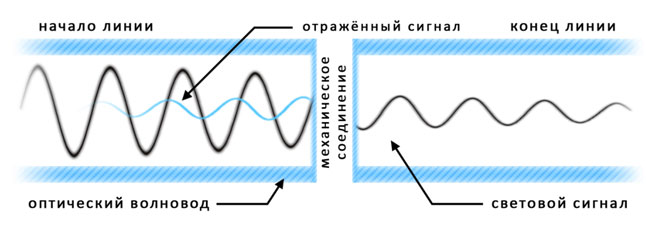 начало линии
отражённый сигнал
конец линии
механическое
соединение
оптический волновод
световой сигнал